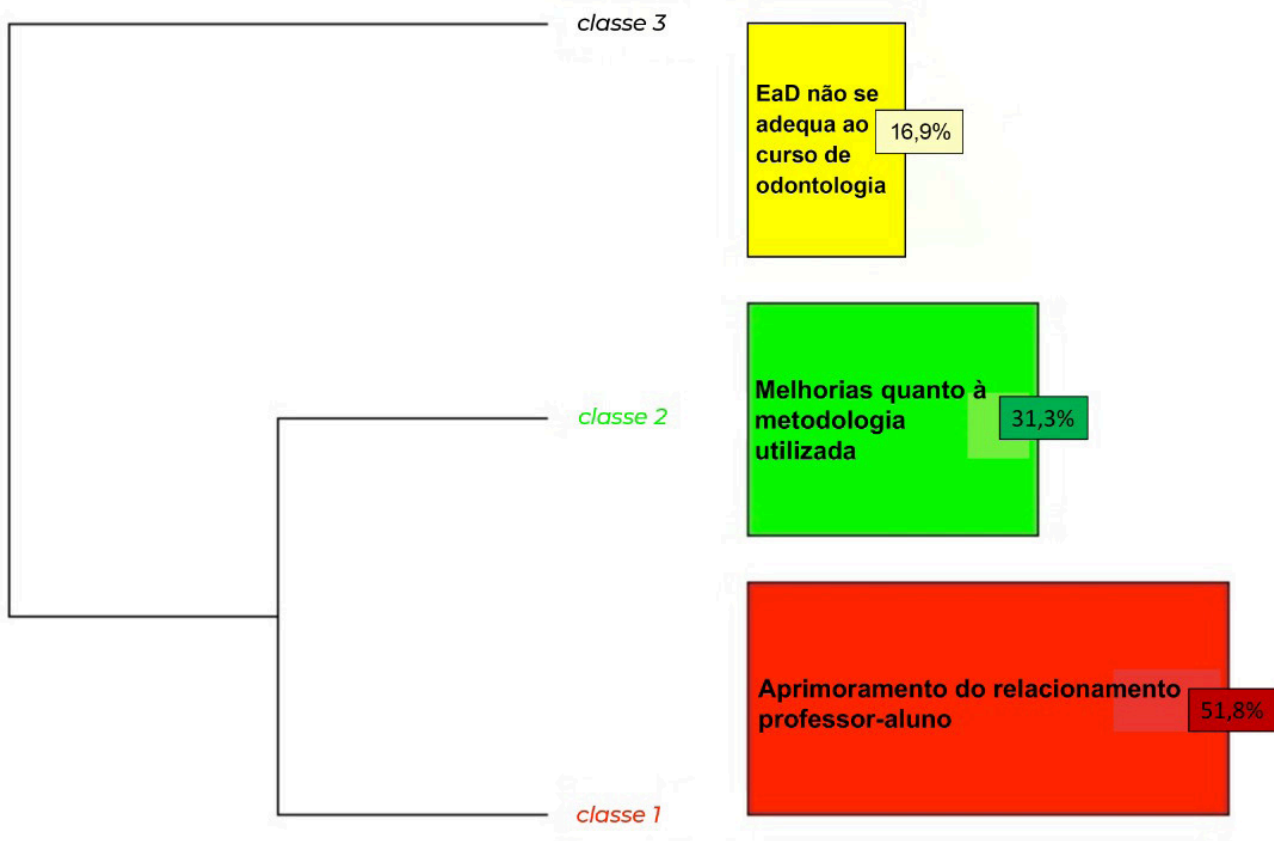 classe 3
EaD não se
adequa ao
curso de
odontologia
16,9%
classe 2
Melhorias quanto à
metodologia
utilizada
31,3%
Aprimoramento do relacionamento
professor-aluno
51,8%
classe 1